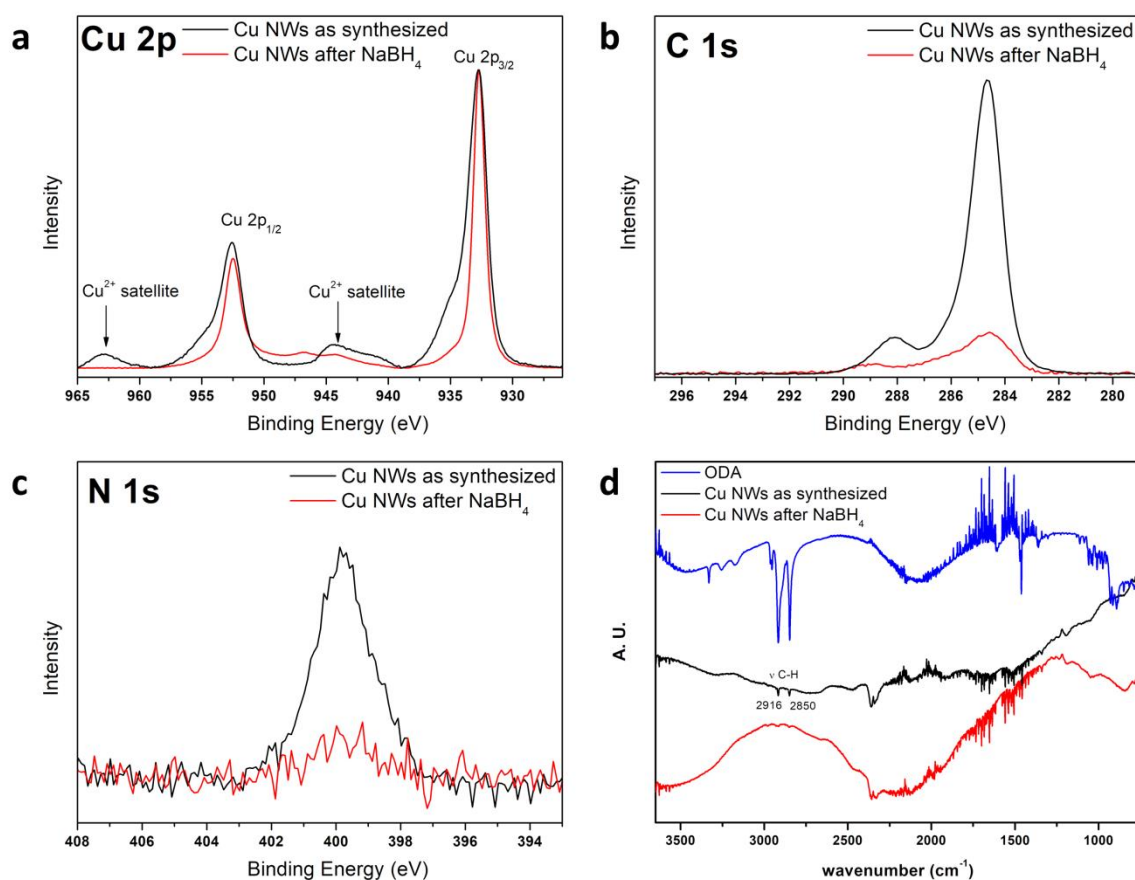 a
Cu 2p
Cu NWs as synthesized
Cu NWs after NaBH4
Cu 2p3/2
Cu 2p1/2
Cu2+ satellite
Cu2+ satellite
Intensity
965 960 955 950 945 940 935 930
Binding Energy (eV)
b
C 1s
Cu NWs as synthesized
Cu NWs after NaBH4
Intensity
296 294 292 290 288 286 284 282 280
Binding Energy (eV)
c
N 1s
Cu NWs as synthesized
Cu NWs after NaBH4
Intensity
408 406 404 402 400 398 396 394
Binding Energy (eV)
d
ODA
Cu NWs as synthesized
Cu NWs after NaBH4
A. U.
ν C-H
2916 2850
3500 3000 2500 2000 1500 1000
wavenumber (cm-1)